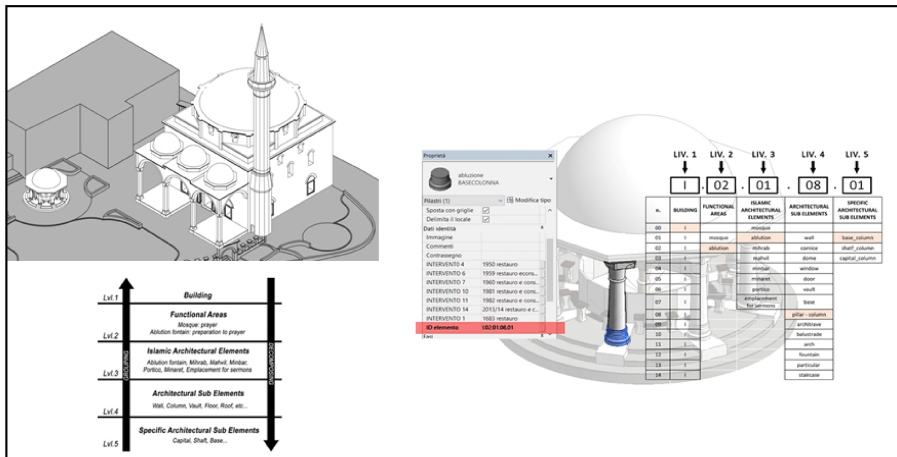 Lvl.1
Building
Functional Areas
Mosque: prayer
Ablution fontain: preparation to prayer
Lvl.2
Islamic Architectural Elements
Ablution fontain, Mihrab, Mahvil, Minbar,
Portico, Minaret, Emplacement for sermons
Lvl.3
Architectural Sub Elements
Wall, Column, Vault, Floor, Roof, etc...
Lvl.4
Specific Architectural Sub Elements
Capital, Shaft, Base...
Lvl.5
GROUPING
DECOMPOSING
Proprietà X
abluzione
BASECOLONNA
Pilastri (1) Modifica tipo
Sposta con griglie
Delimita il locale
Dati identità
Immagine
Commenti
Contrassegno
INTERVENTO 4 1950 restauro
INTERVENTO 6 1959 restauro econs...
INTERVENTO 7 1960 restauro e cons...
INTERVENTO 10 1981 restauro e cons...
INTERVENTO 11 1982 restauro e cons...
INTERVENTO 14 2013/14 restauro e c...
INTERVENTO 1 1683 restauro
ID elemento I.02.01.08.01
Fasi
LIV. 1 LIV. 2 LIV. 3 LIV. 4 LIV. 5
I . 02 . 01 . 08 . 01
n. BUILDING FUNCTIONAL AREAS ISLAMIC ARCHITECTURAL ELEMENTS ARCHITECTURAL SUB ELEMENTS SPECIFIC ARCHITECTURAL SUB ELEMENTS
00 I mosque
01 I mosque ablution wall base_column
02 I ablution mihrab cornice shatf_column
03 I mahvil dome capital_column
04 I minbar window
05 I minaret door
06 I portico vault
07 I emplacement for sermons base
08 I pillar - column
09 I architrave
10 I balustrade
11 I arch
12 I fountain
13 I particular
14 I staircase